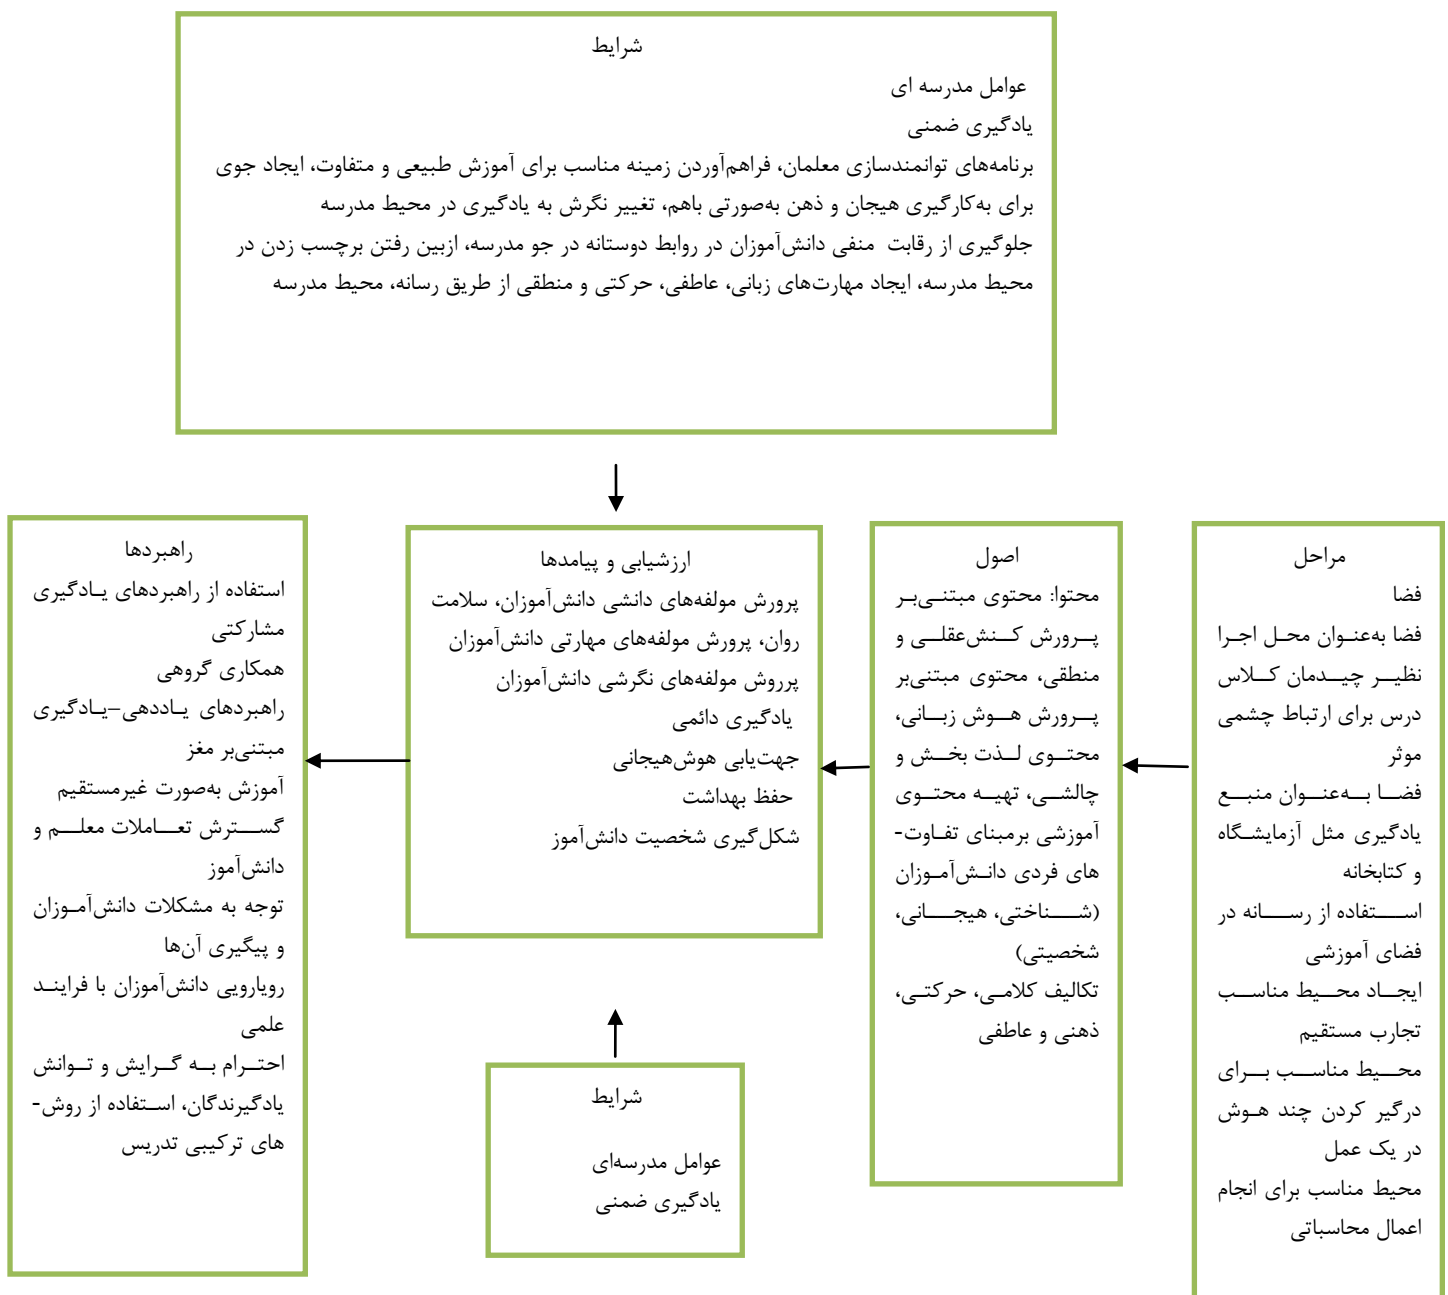 شرایط
عوامل مدرسه ای
یادگیری ضمنی
برنامه‌های توانمندسازی معلمان، فراهم‌آوردن زمینه مناسب برای آموزش طبیعی و متفاوت، ایجاد جوی
برای به‌کارگیری هیجان و ذهن به‌صورتی باهم، تغییر نگرش به یادگیری در محیط مدرسه
جلوگیری از رقابت منفی دانش‌آموزان در روابط دوستانه در جو مدرسه، ازبین رفتن برچسب زدن در
محیط مدرسه، ایجاد مهارت‌های زبانی، عاطفی، حرکتی و منطقی از طریق رسانه، محیط مدرسه
مراحل
فضا
فضا به‌عنوان محل اجرا
نظیر چیدمان کلاس
درس برای ارتباط چشمی
موثر
فضا به‌عنوان منبع
یادگیری مثل آزمایشگاه
و کتابخانه
استفاده از رسانه در
فضای آموزشی
ایجاد محیط مناسب
تجارب مستقیم
محیط مناسب برای
درگیر کردن چند هوش
در یک عمل
محیط مناسب برای انجام
اعمال محاسباتی
اصول
محتوا: محتوی مبتنی‌بر
پرورش کنش‌عقلی و
منطقی، محتوی مبتنی‌بر
پرورش هوش زبانی،
محتوی لذت بخش و
چالشی، تهیه محتوی
آموزشی برمبنای تفاوت-
های فردی دانش‌آموزان
(شناختی، هیجانی،
شخصیتی)
تکالیف کلامی، حرکتی،
ذهنی و عاطفی
ارزشیابی و پیامدها
پرورش مولفه‌های دانشی دانش‌آموزان، سلامت
روان، پرورش مولفه‌های مهارتی دانش‌آموزان
پرروش مولفه‌های نگرشی دانش‌آموزان
یادگیری دائمی
جهت‌یابی هوش‌هیجانی
حفظ بهداشت
شکل‌گیری شخصیت دانش‌آموز
شرایط
عوامل مدرسه‌ای
یادگیری ضمنی
راهبردها
استفاده از راهبردهای یادگیری
مشارکتی
همکاری گروهی
راهبردهای یاددهی–یادگیری
مبتنی‌بر مغز
آموزش به‌صورت غیرمستقیم
گسترش تعاملات معلم و
دانش‌آموز
توجه به مشکلات دانش‌آموزان
و پیگیری آن‌ها
رویارویی دانش‌آموزان با فرایند
علمی
احترام به گرایش و توانش
یادگیرندگان، استفاده از روش-
های ترکیبی تدریس